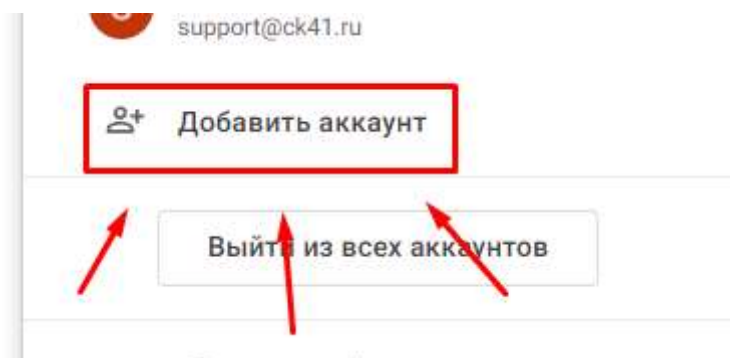 support@ck41.ru
Добавить аккаунт
Выйти из всех аккаунтов